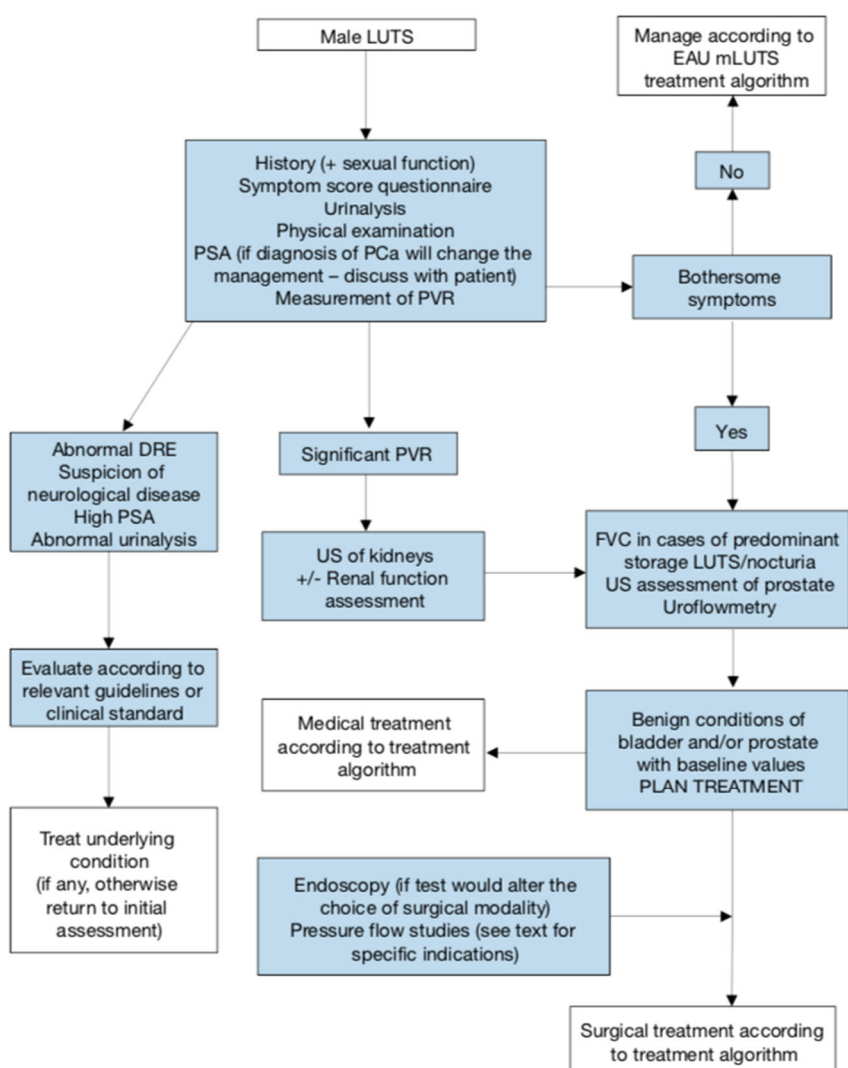 Male LUTS
Manage according to
EAU mLUTS
treatment algorithm
No
History (+ sexual function)
Symptom score questionnaire
Urinalysis
Physical examination
PSA (if diagnosis of PCa will change the
management – discuss with patient)
Measurement of PVR
Bothersome
symptoms
Yes
Abnormal DRE
Suspicion of
neurological disease
High PSA
Abnormal urinalysis
Significant PVR
US of kidneys
+/- Renal function
assessment
FVC in cases of predominant
storage LUTS/nocturia
US assessment of prostate
Uroflowmetry
Evaluate according to
relevant guidelines or
clinical standard
Medical treatment
according to treatment
algorithm
Benign conditions of
bladder and/or prostate
with baseline values
PLAN TREATMENT
Treat underlying
condition
(if any, otherwise
return to initial
assessment)
Endoscopy (if test would alter the
choice of surgical modality)
Pressure flow studies (see text for
specific indications)
Surgical treatment according
to treatment algorithm